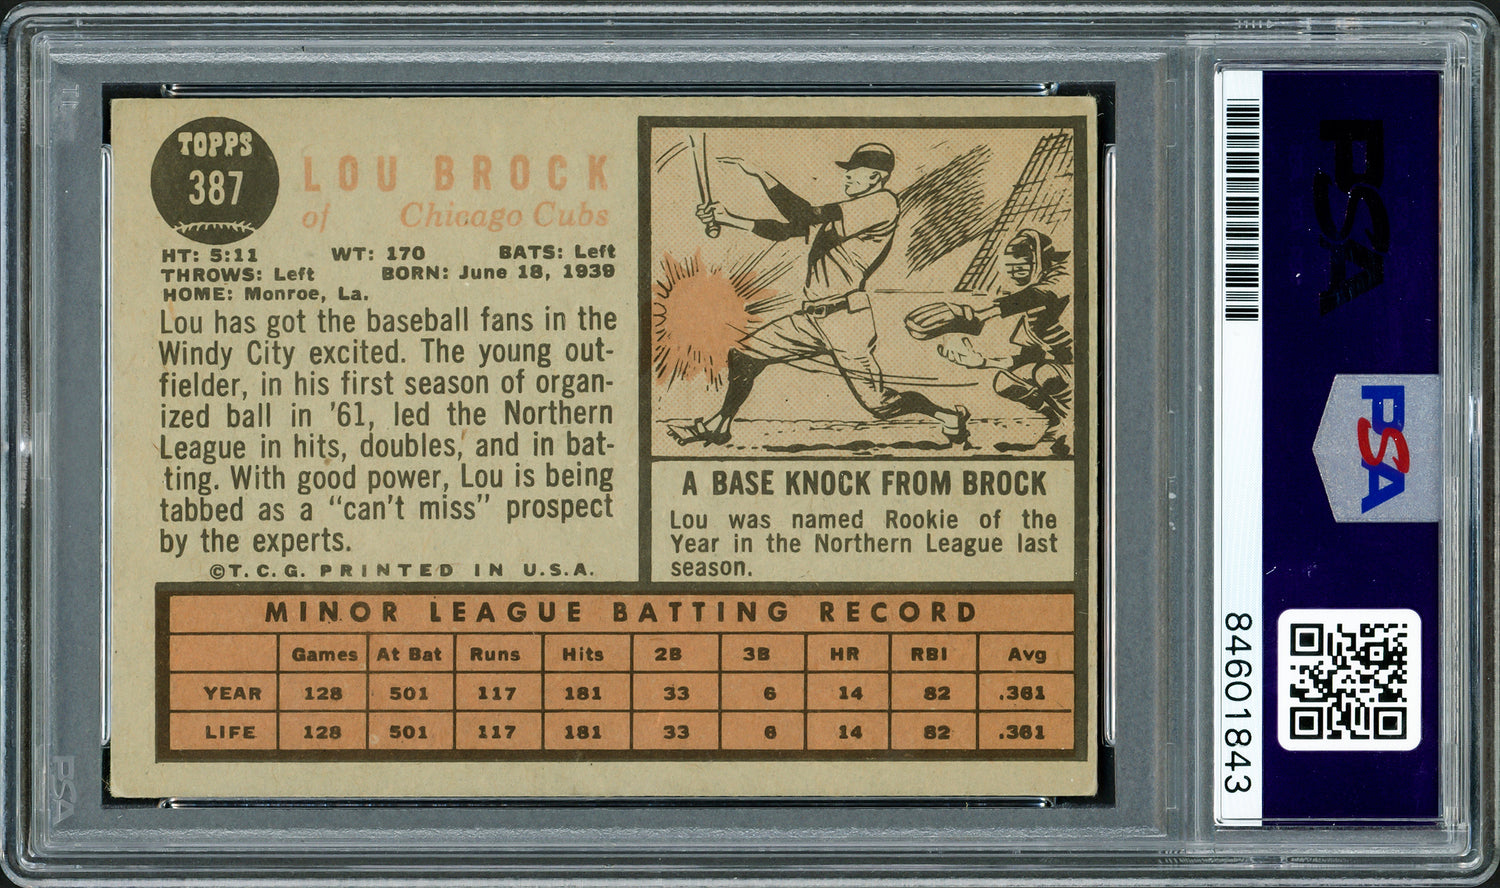 TOPPS
387
LOU BROCK
of Chicago Cubs
HT: 5:11 WT: 170 BATS: Left
THROWS: Left BORN: June 18, 1939
HOME: Monroe, La.
Lou has got the baseball fans in the
Windy City excited. The young out-
fielder, in his first season of organ-
ized ball in '61, led the Northern
League in hits, doubles, and in bat-
ting. With good power, Lou is being
tabbed as a "can't miss" prospect
by the experts.
©T. C. G. PRINTED IN U.S.A.
A BASE KNOCK FROM BROCK
Lou was named Rookie of the
Year in the Northern League last
season.
MINOR LEAGUE BATTING RECORD
Games At Bat Runs Hits 2B 3B HR RBI Avg
YEAR 128 501 117 181 33 6 14 82 .361
LIFE 128 501 117 181 33 6 14 82 .361
PSA
PSA
84601843
PSA